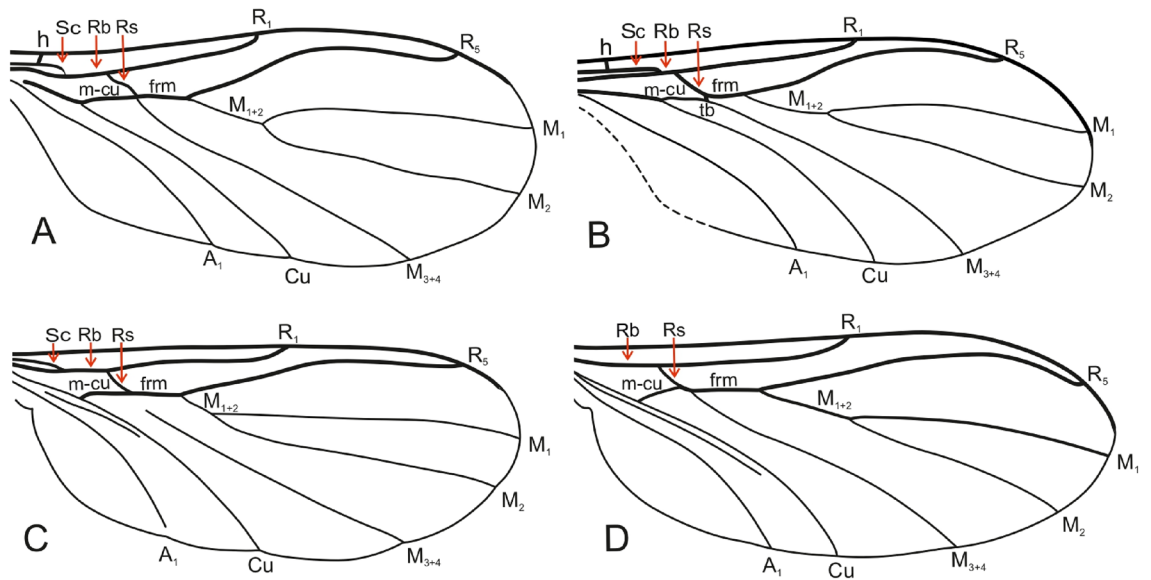 h Sc Rb Rs R1 R5
m-cu frm M1+2 M1 M2
A A1 Cu M3+4
h Sc Rb Rs R1 R5
m-cu tb frm M1+2 M1 M2
B A1 Cu M3+4
Sc Rb Rs R1 R5
m-cu frm M1+2 M1 M2
C A1 Cu M3+4
Rb Rs R1 R5
m-cu frm M1+2 M1 M2
D A1 Cu M3+4